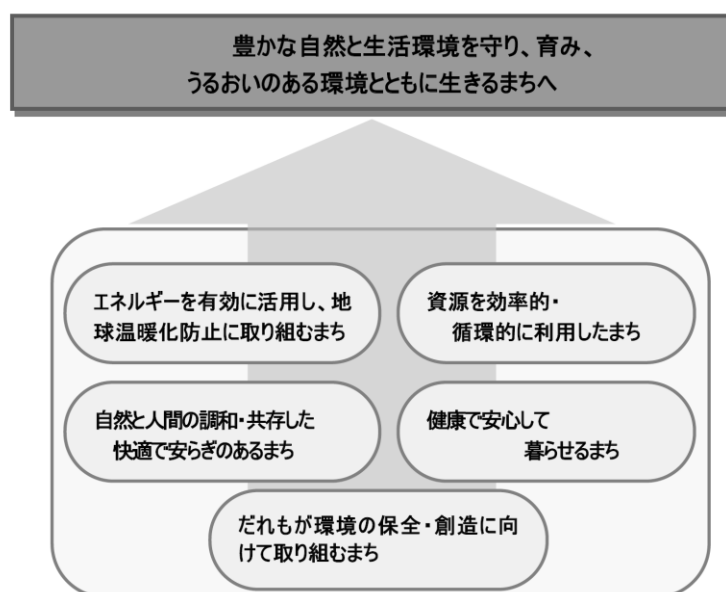 豊かな自然と生活環境を守り、育み、
うるおいのある環境とともに生きるまちへ
エネルギーを有効に活用し、地
球温暖化防止に取り組むまち
資源を効率的・
循環的に利用したまち
自然と人間の調和・共存した
快適で安らぎのあるまち
健康で安心して
暮らせるまち
だれもが環境の保全・創造に向
けて取り組むまち